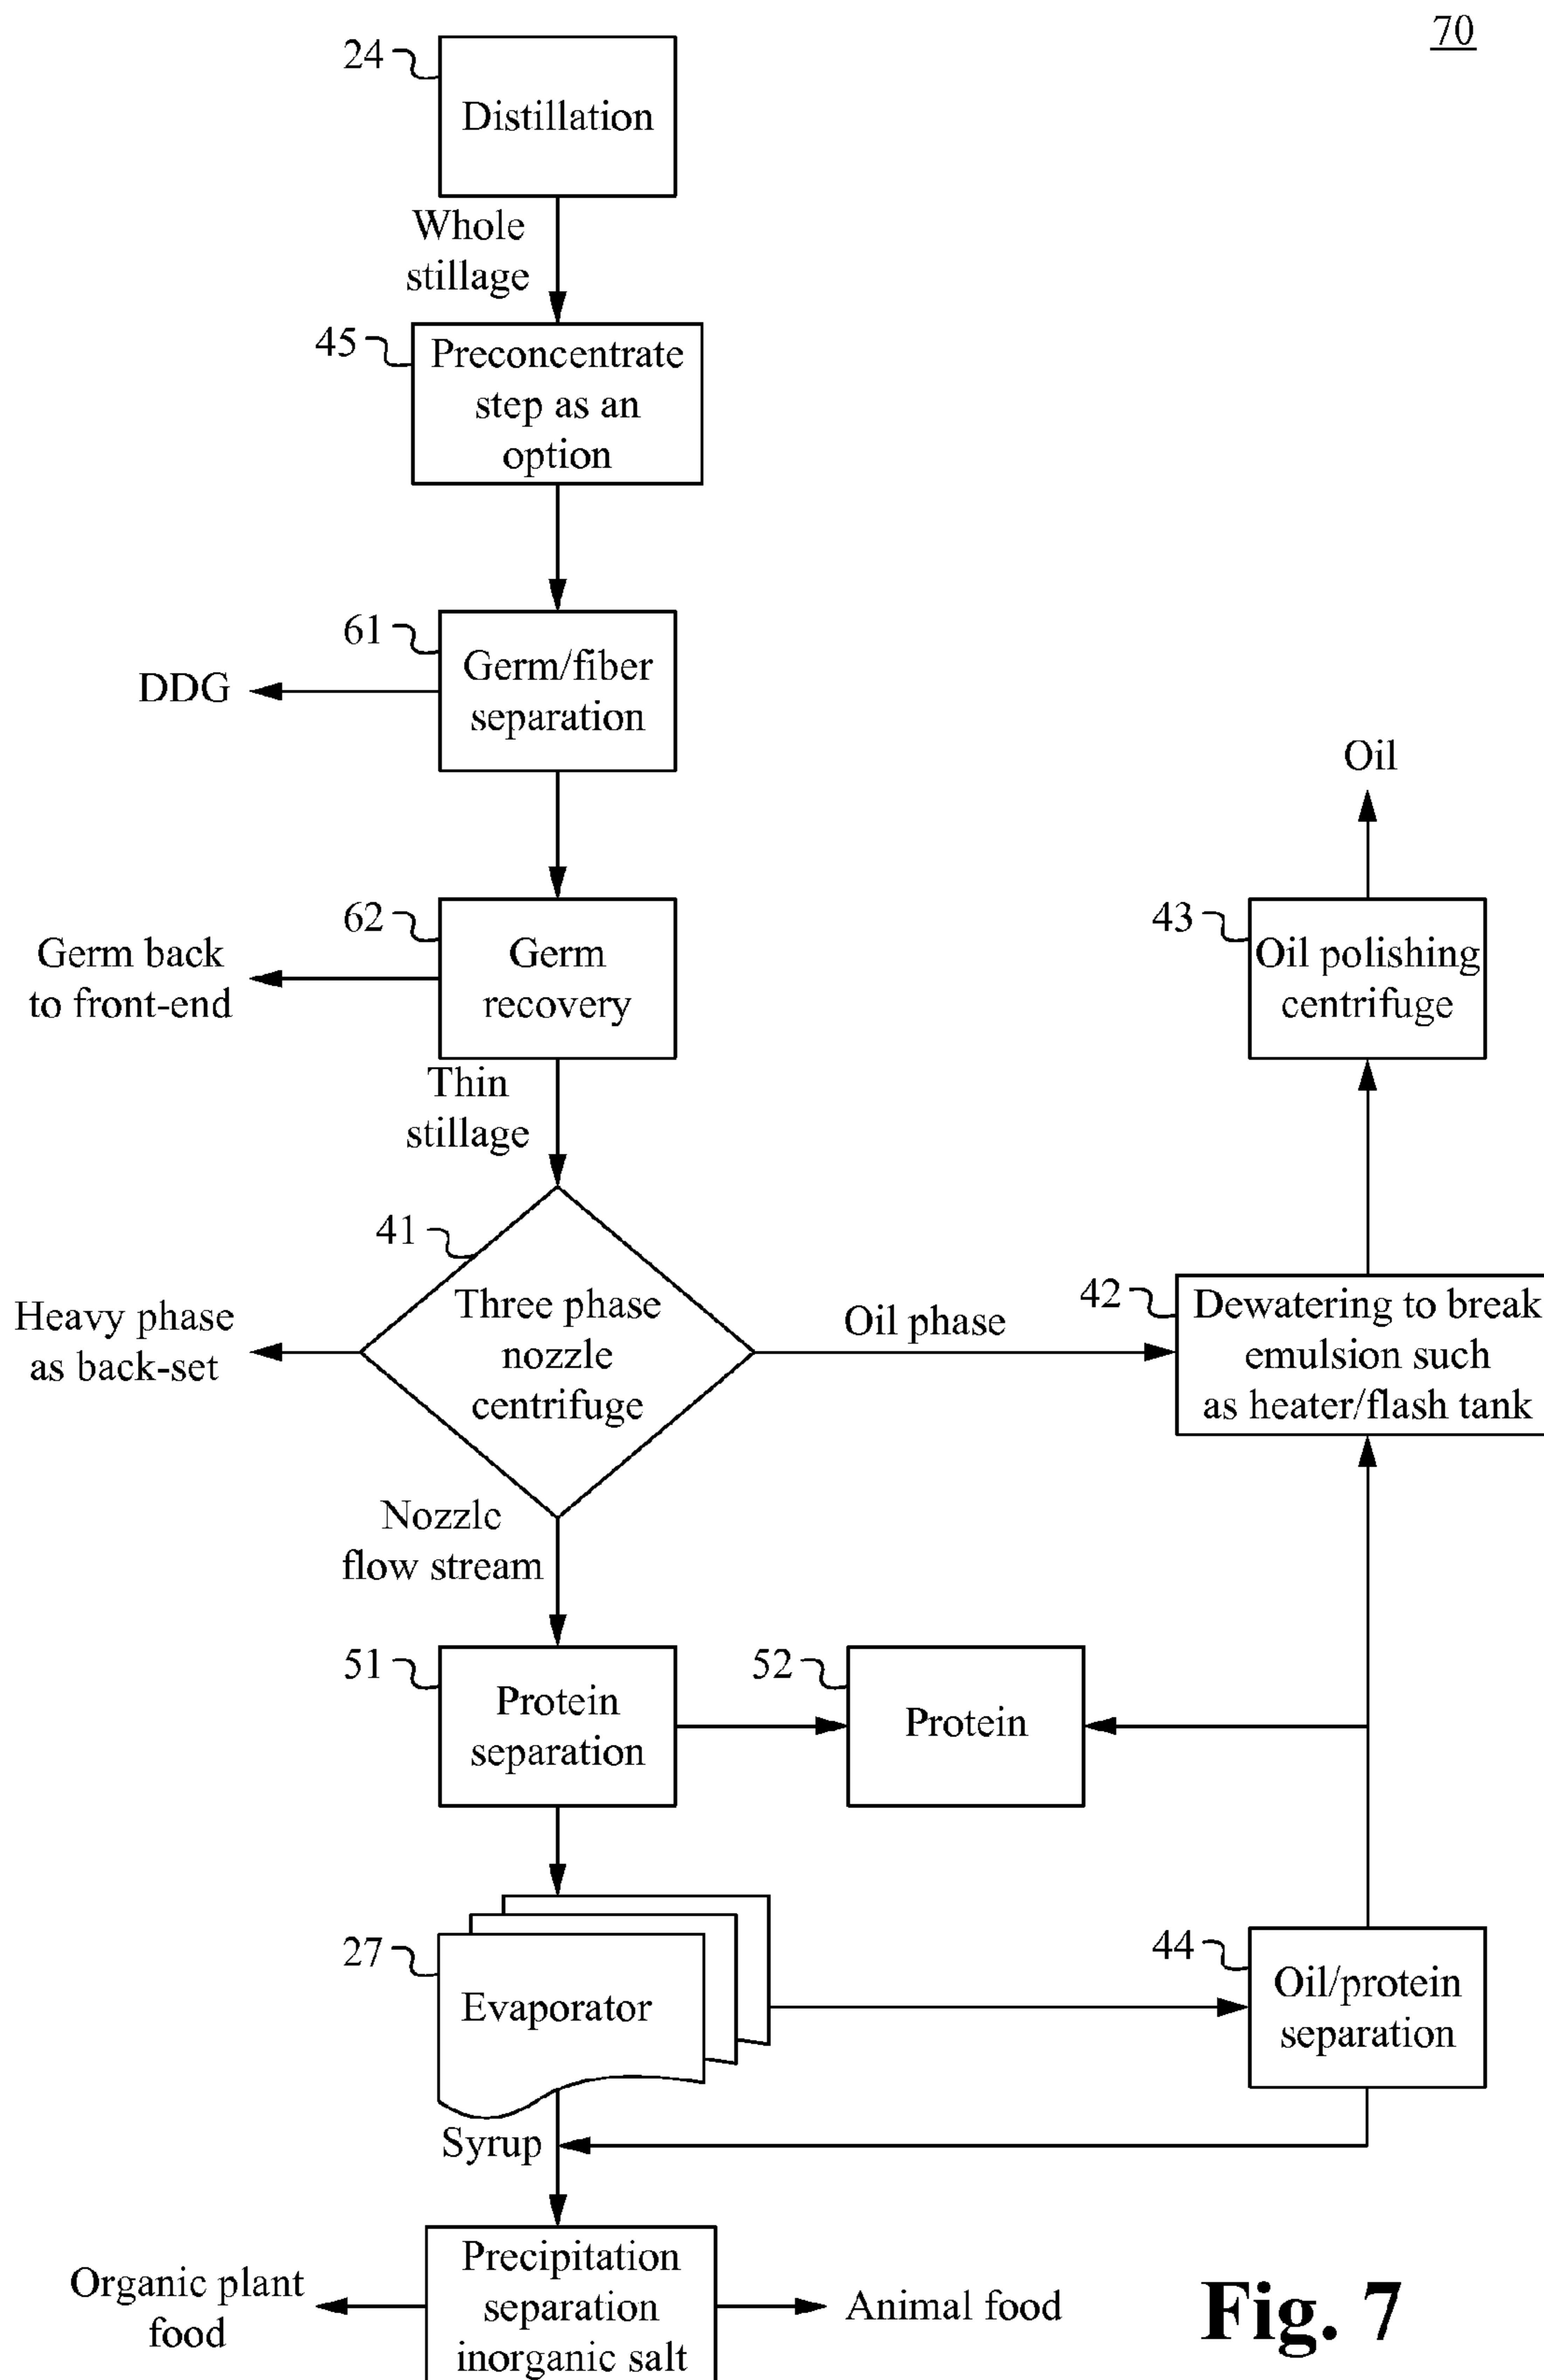 70
24
Distillation
Whole
stillage
45
Preconcentrate
step as an
option
61
Germ/fiber
separation
DDG
Oil
62
Germ
recovery
Germ back
to front-end
43
Oil polishing
centrifuge
Thin
stillage
41
Three phase
nozzle
centrifuge
Heavy phase
as back-set
Oil phase
42
Dewatering to break
emulsion such
as heater/flash tank
Nozzle
flow stream
51
Protein
separation
52
Protein
27
Evaporator
44
Oil/protein
separation
Syrup
Precipitation
separation
inorganic salt
Organic plant
food
Animal food
Fig. 7